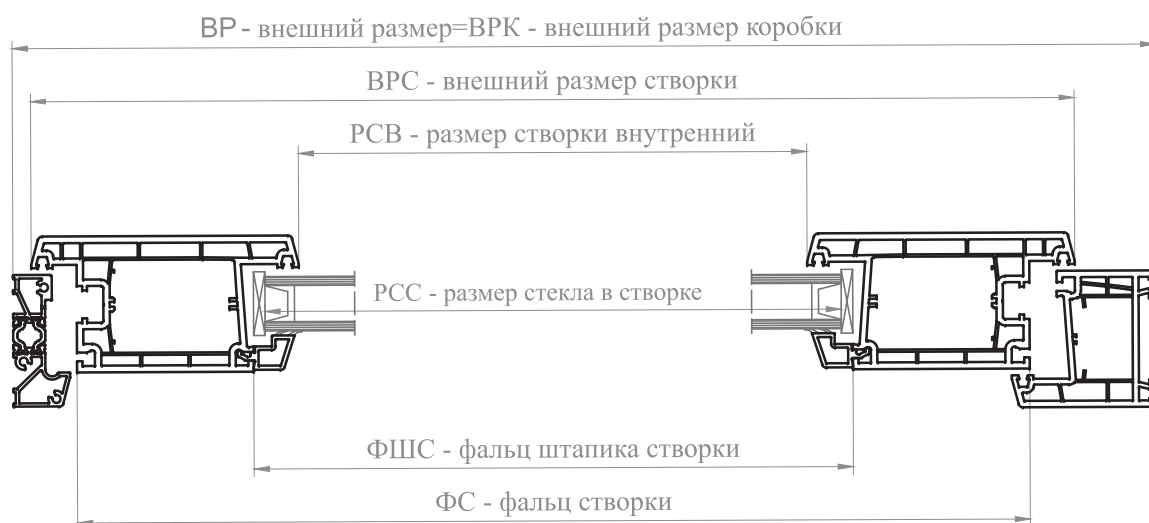 ВР - внешний размер=ВРК - внешний размер коробки
ВРС - внешний размер створки
РСВ - размер створки внутренний
РСС - размер стекла в створке
ФШС - фальц штапика створки
ФС - фальц створки